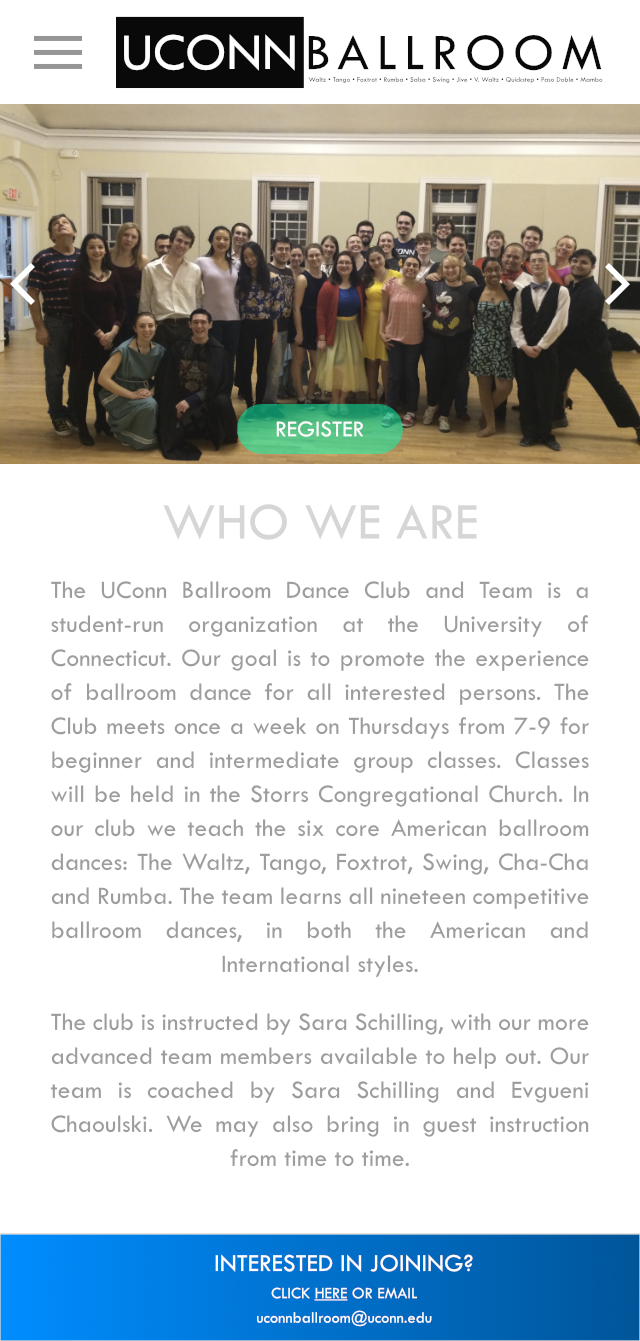 UCONNBALLROOM
Waltz • Tango • Foxtrot • Rumba • Salsa • Swing • Jive • V. Waltz • Quickstep • Paso Doble • Mambo
EXIT
UCONN
REGISTER
WHO WE ARE
The UConn Ballroom Dance Club and Team is a
student-run organization at the University of
Connecticut. Our goal is to promote the experience
of ballroom dance for all interested persons. The
Club meets once a week on Thursdays from 7-9 for
beginner and intermediate group classes. Classes
will be held in the Storrs Congregational Church. In
our club we teach the six core American ballroom
dances: The Waltz, Tango, Foxtrot, Swing, Cha-Cha
and Rumba. The team learns all nineteen competitive
ballroom dances, in both the American and
International styles.
The club is instructed by Sara Schilling, with our more
advanced team members available to help out. Our
team is coached by Sara Schilling and Evgueni
Chaoulski. We may also bring in guest instruction
from time to time.
INTERESTED IN JOINING?
CLICK HERE OR EMAIL
uconnballroom@uconn.edu